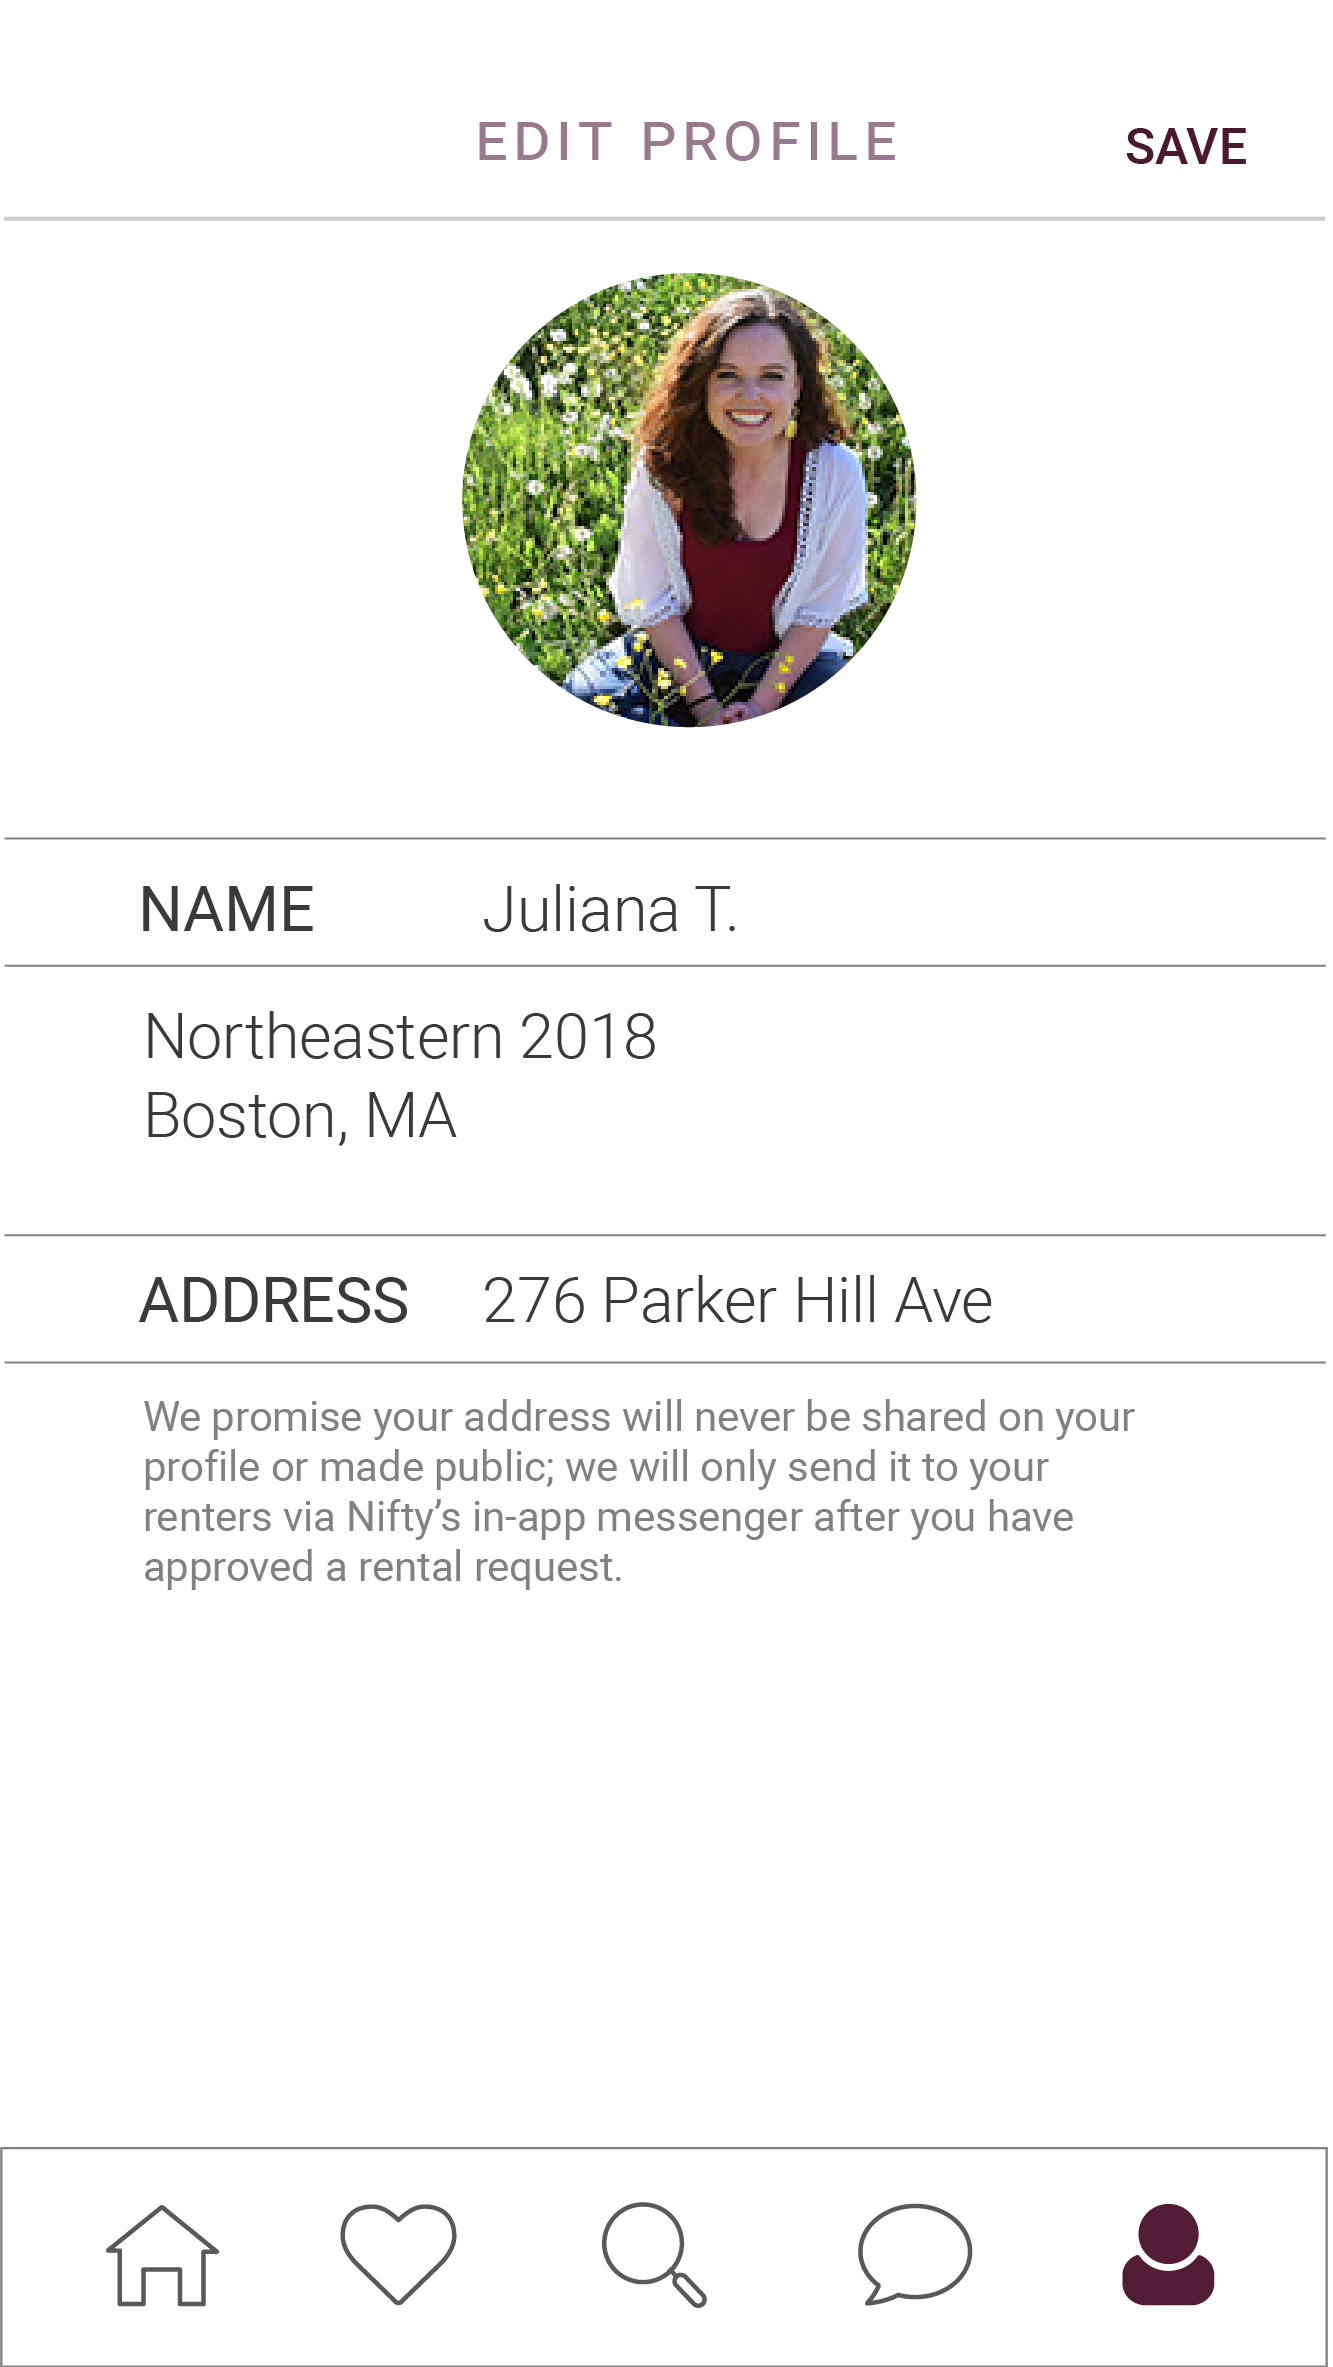 EDIT PROFILE
SAVE
NAME Juliana T.
Northeastern 2018
Boston, MA
ADDRESS 276 Parker Hill Ave
We promise your address will never be shared on your
profile or made public; we will only send it to your
renters via Nifty’s in-app messenger after you have
approved a rental request.